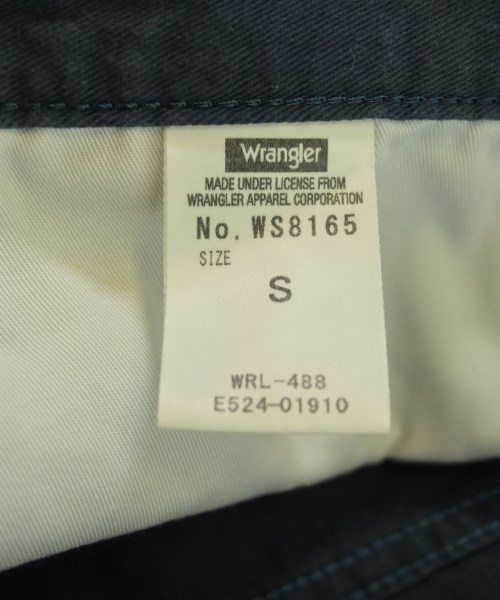 Wrangler
MADE UNDER LICENSE FROM
WRANGLER APPAREL CORPORATION
No. WS8165
SIZE
S
WRL-488
E524-01910